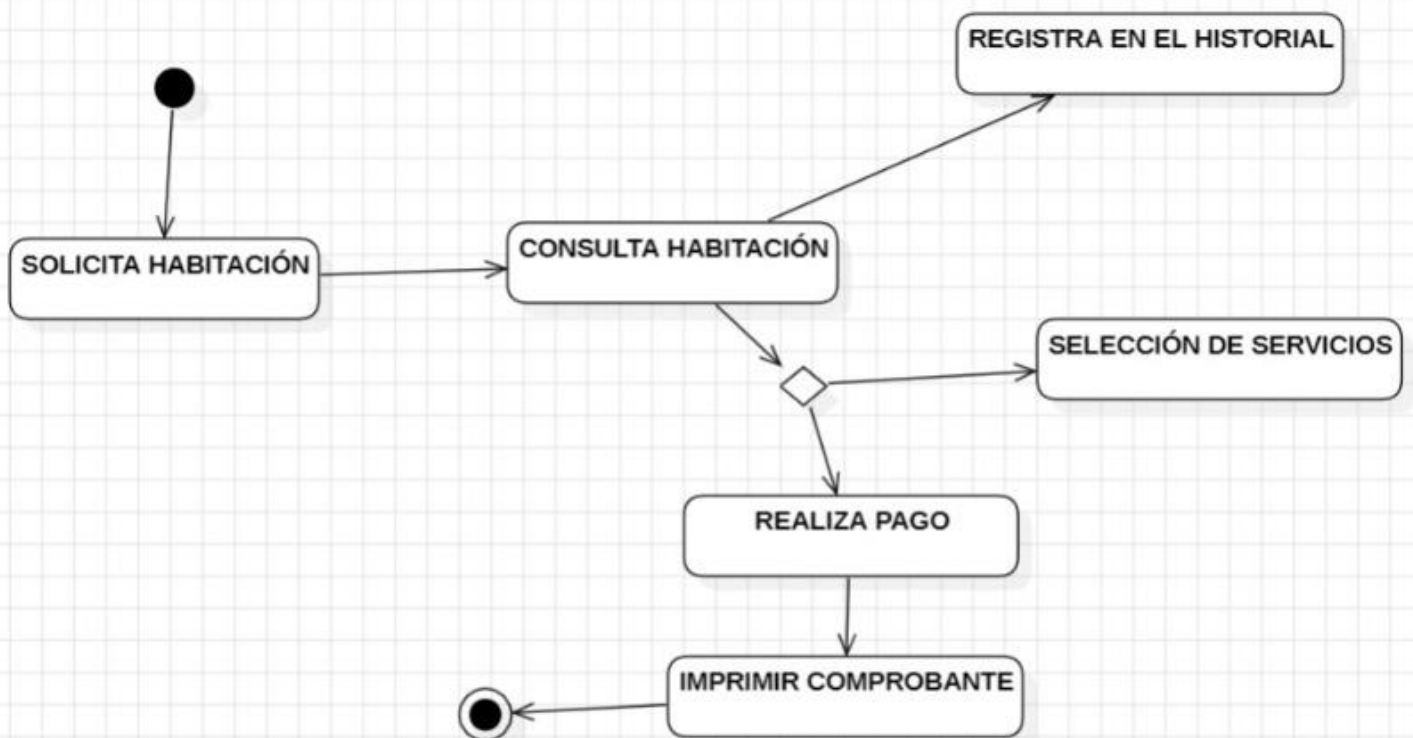 REGISTRA EN EL HISTORIAL
SOLICITA HABITACIÓN
CONSULTA HABITACIÓN
SELECCIÓN DE SERVICIOS
REALIZA PAGO
IMPRIMIR COMPROBANTE